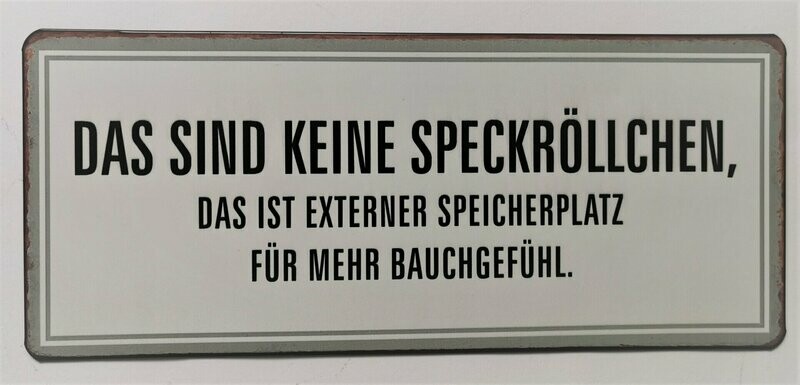 DAS SIND KEINE SPECKRÖLLCHEN,
DAS IST EXTERNER SPEICHERPLATZ
FÜR MEHR BAUCHGEFÜHL.